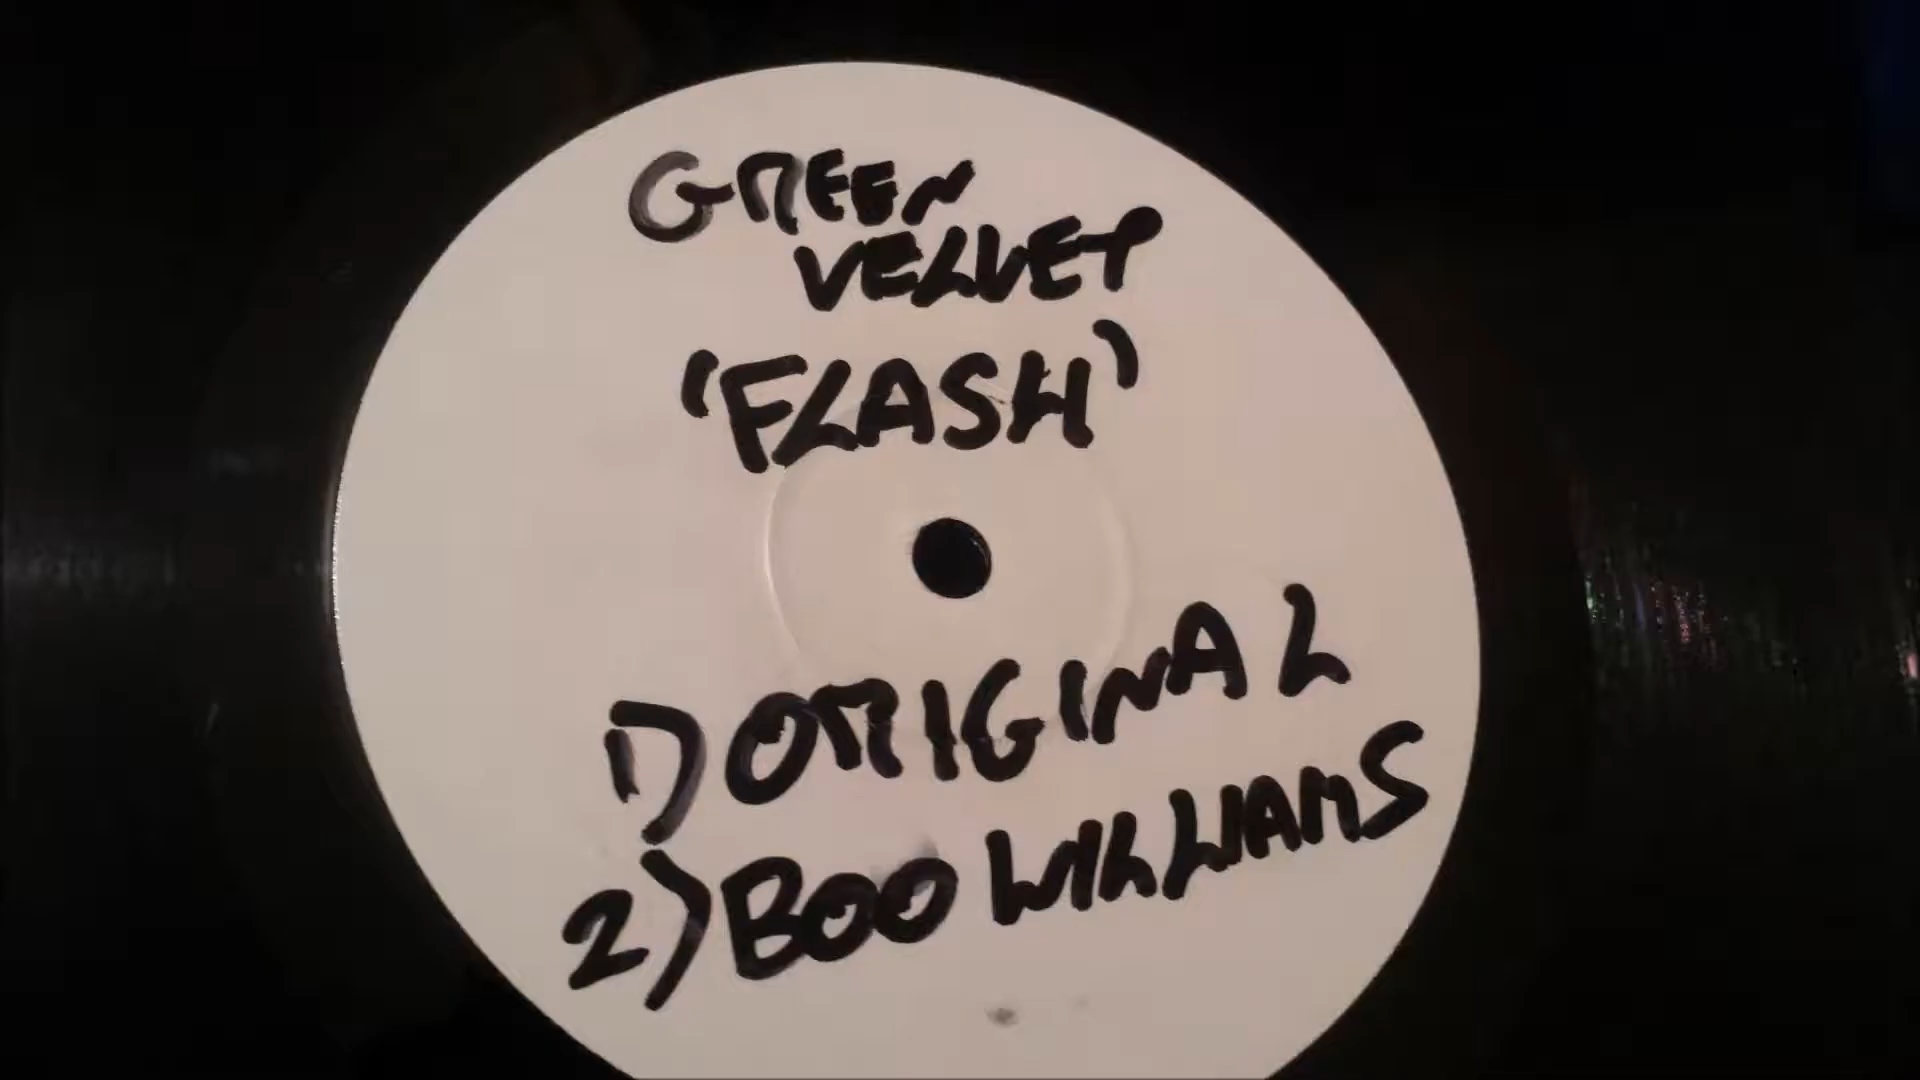 GREEN
VELVET
'FLASH'
1) ORIGINAL
2) BOO WILLIAMS